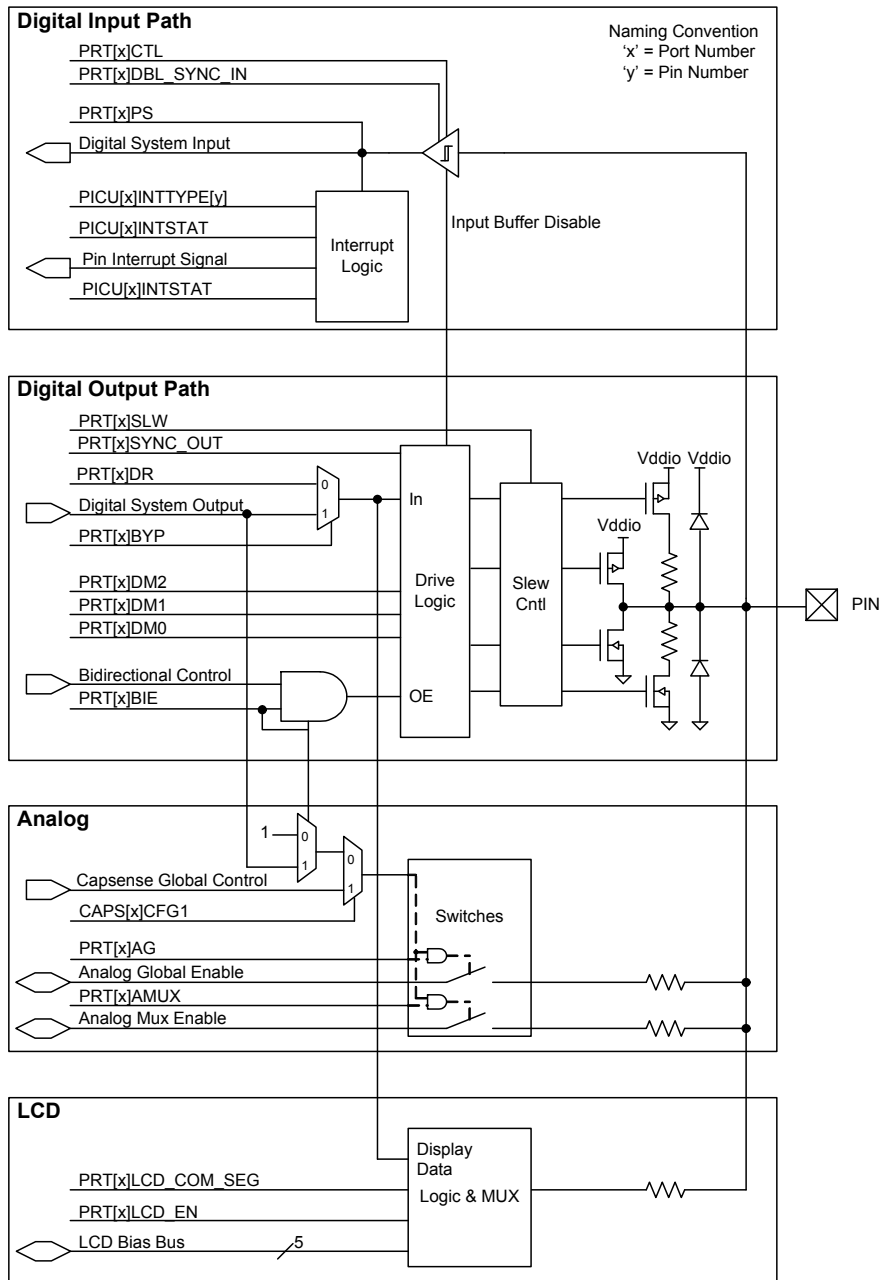 Digital Input Path
Naming Convention
'x' = Port Number
'y' = Pin Number
PRT[x]CTL
PRT[x]DBL_SYNC_IN
PRT[x]PS
Digital System Input
PICU[x]INTTYPE[y]
PICU[x]INTSTAT
Pin Interrupt Signal
PICU[x]INTSTAT
Interrupt
Logic
Input Buffer Disable
Digital Output Path
PRT[x]SLW
PRT[x]SYNC_OUT
PRT[x]DR
Digital System Output
PRT[x]BYP
0
1
PRT[x]DM2
PRT[x]DM1
PRT[x]DM0
Bidirectional Control
PRT[x]BIE
In
Drive
Logic
OE
Slew
Cntl
Vddio
Vddio
Vddio
PIN
Analog
1
0
1
0
1
Capsense Global Control
CAPS[x]CFG1
Switches
PRT[x]AG
Analog Global Enable
PRT[x]AMUX
Analog Mux Enable
LCD
Display
Data
Logic & MUX
PRT[x]LCD_COM_SEG
PRT[x]LCD_EN
LCD Bias Bus
5